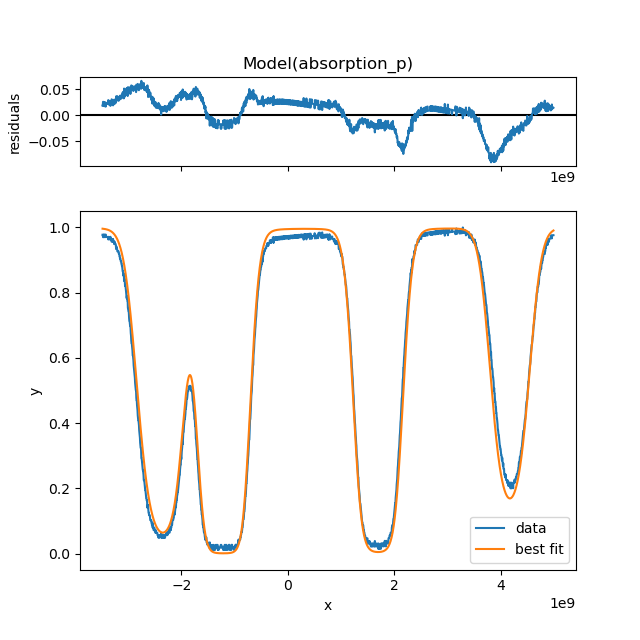 Model(absorption_p)
0.05
0.00
−0.05
residuals
1e9
1.0
0.8
0.6
0.4
0.2
0.0
y
data
best fit
−2
0
2
4
x
1e9